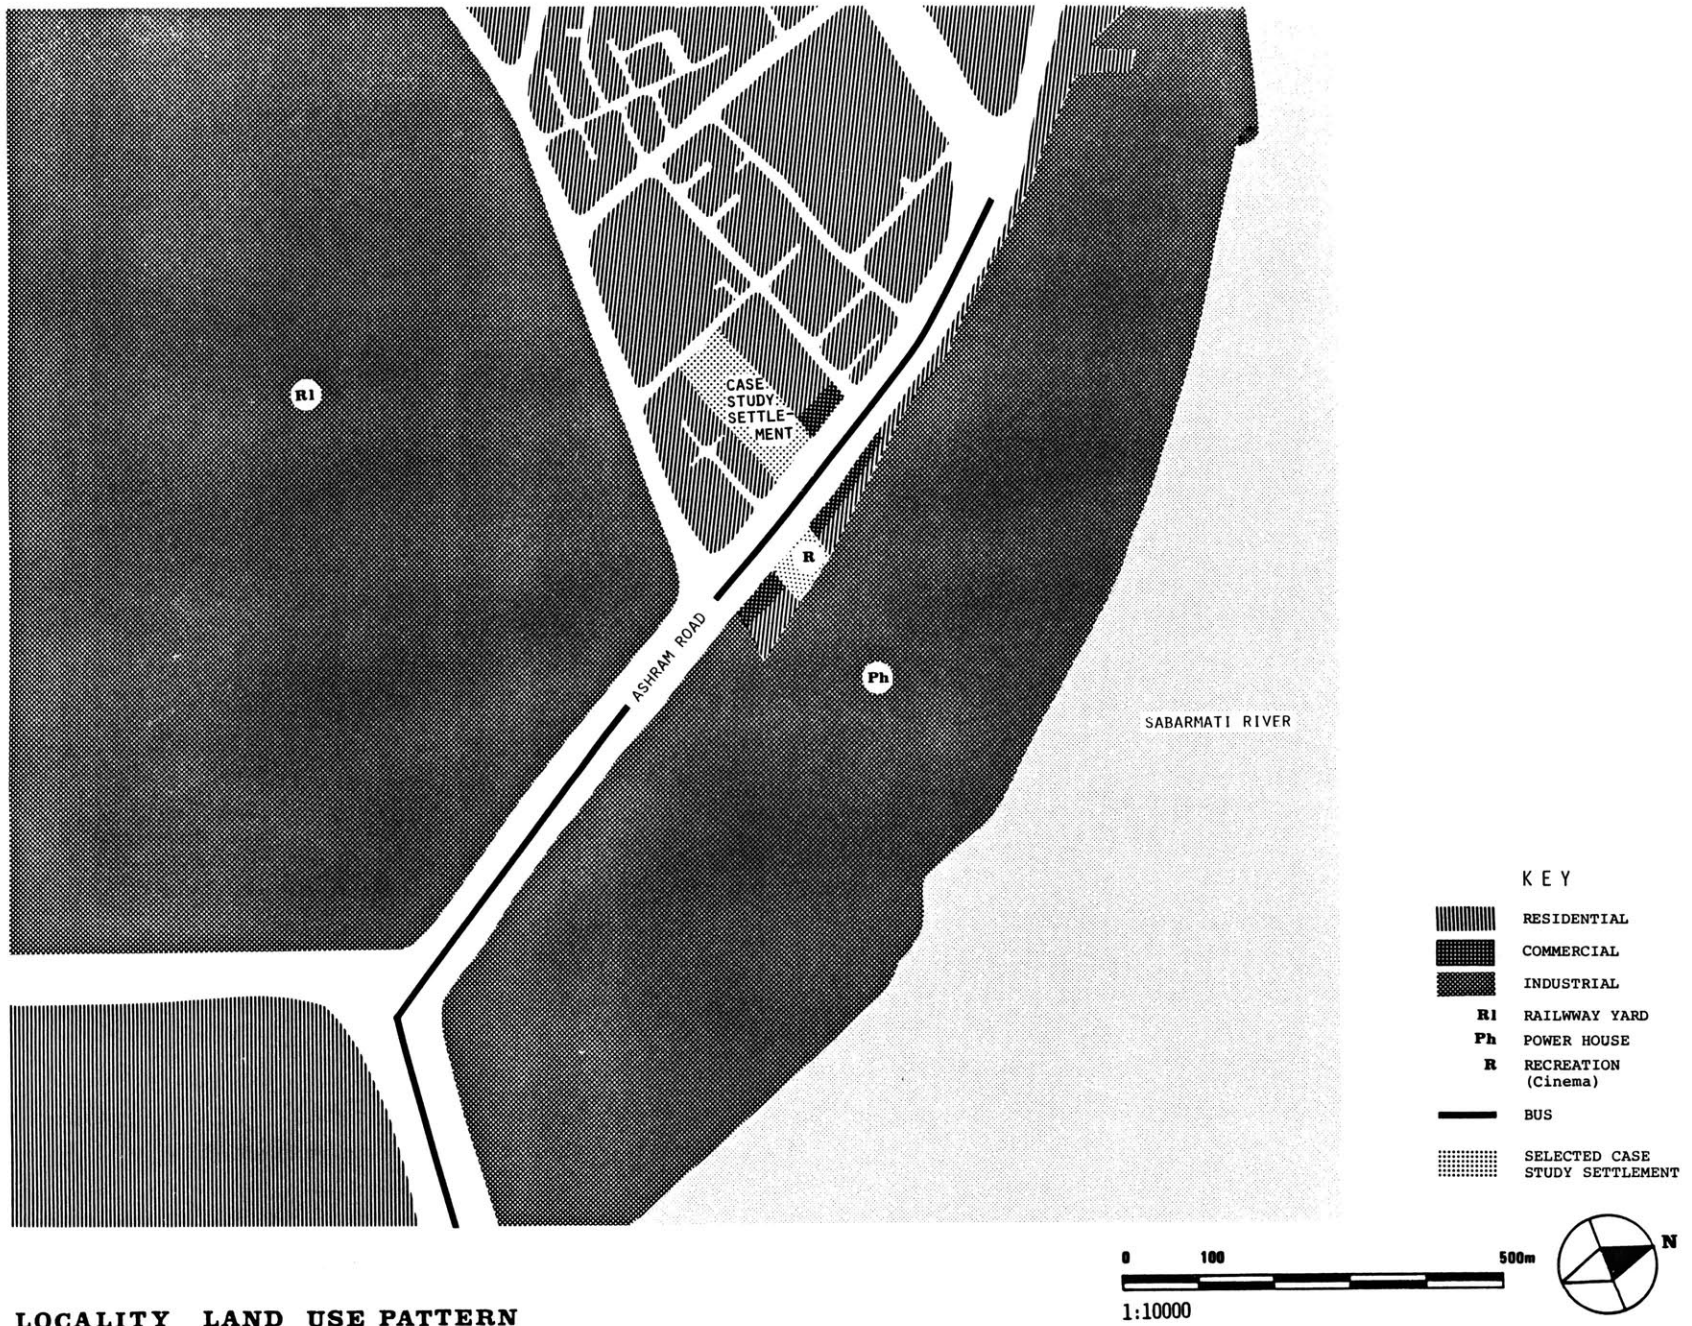 CASE
STUDY
SETTLE-
MENT
Rl
R
ASHRAM ROAD
Ph
SABARMATI RIVER
KEY
RESIDENTIAL
COMMERCIAL
INDUSTRIAL
Rl RAILWWAY YARD
Ph POWER HOUSE
R RECREATION
(Cinema)
BUS
SELECTED CASE
STUDY SETTLEMENT
0 100 500m
N
1:10000
LOCALITY LAND USE PATTERN